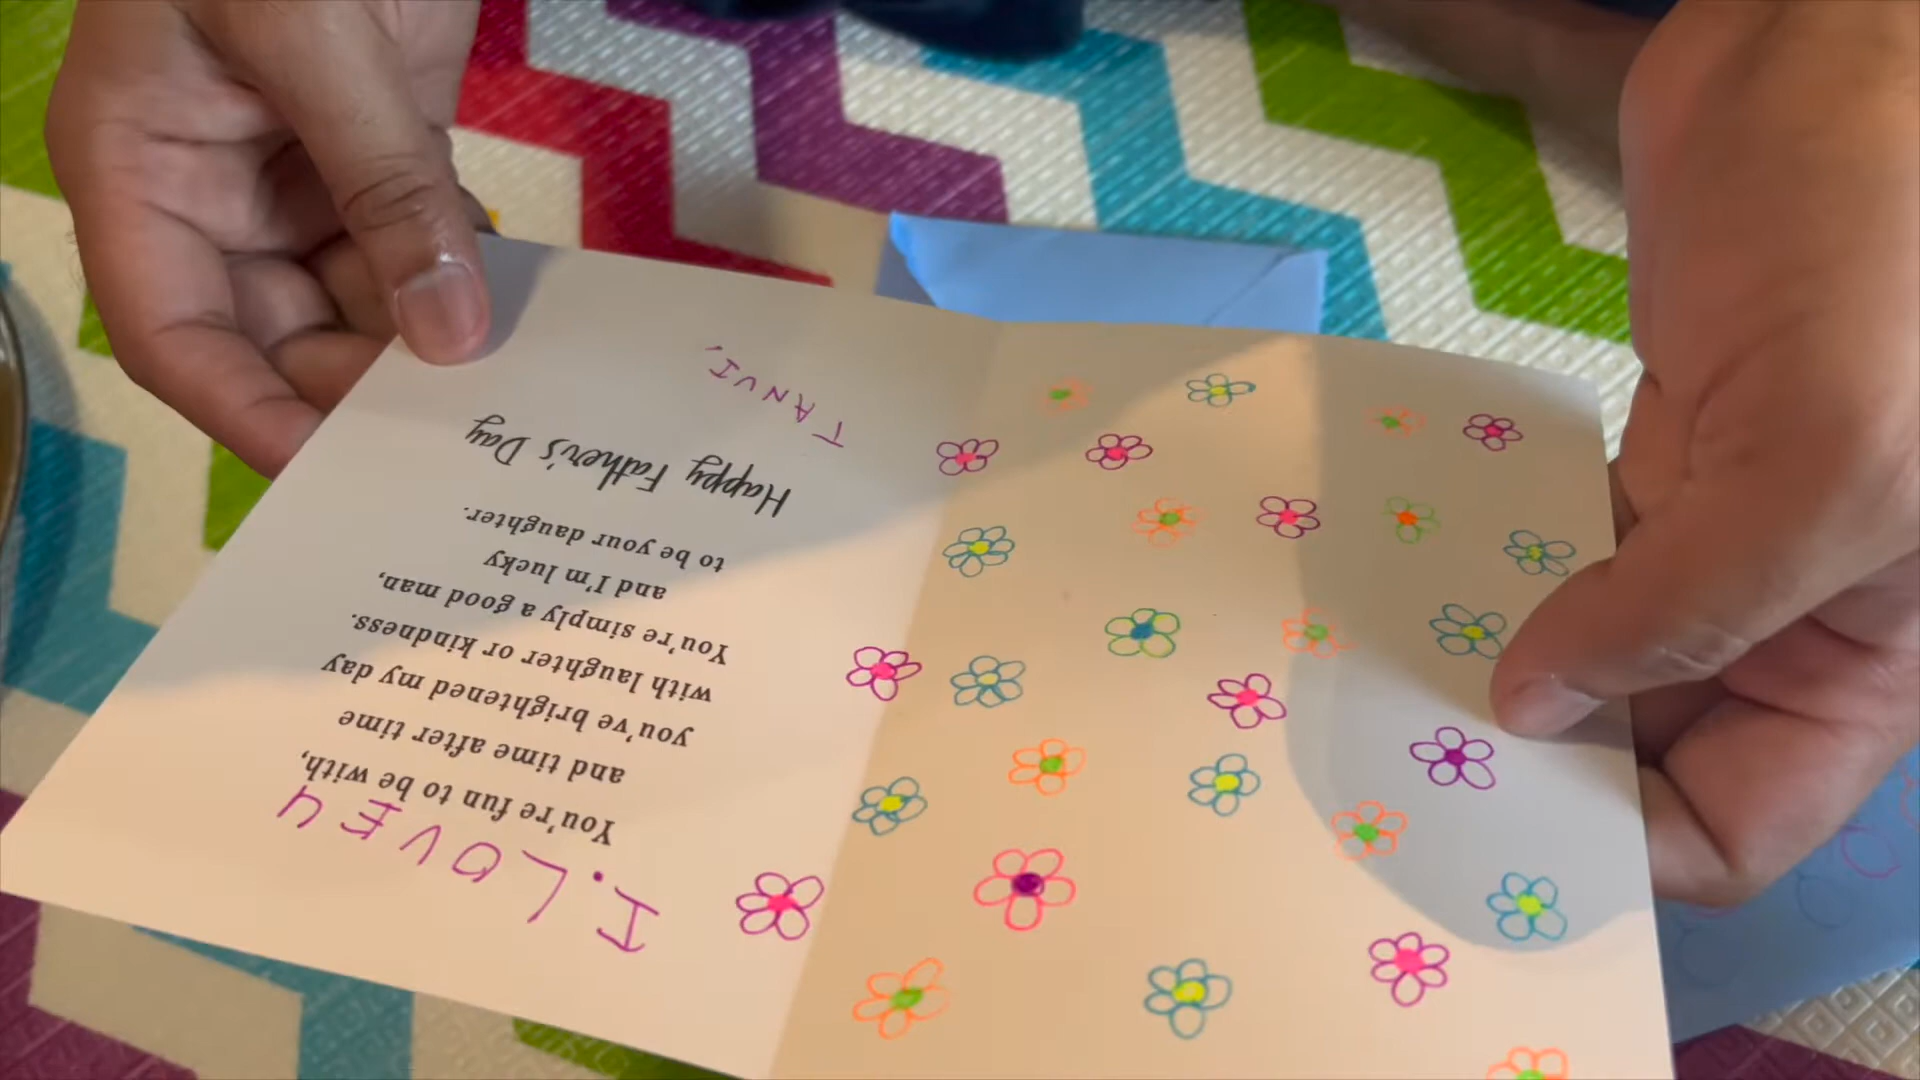 I. LOVE U
You're fun to be with,
and time after time
you've brightened my day
with laughter or kindness.
You're simply a good man,
and I'm lucky
to be your daughter.
Happy Father's Day
TANVI,